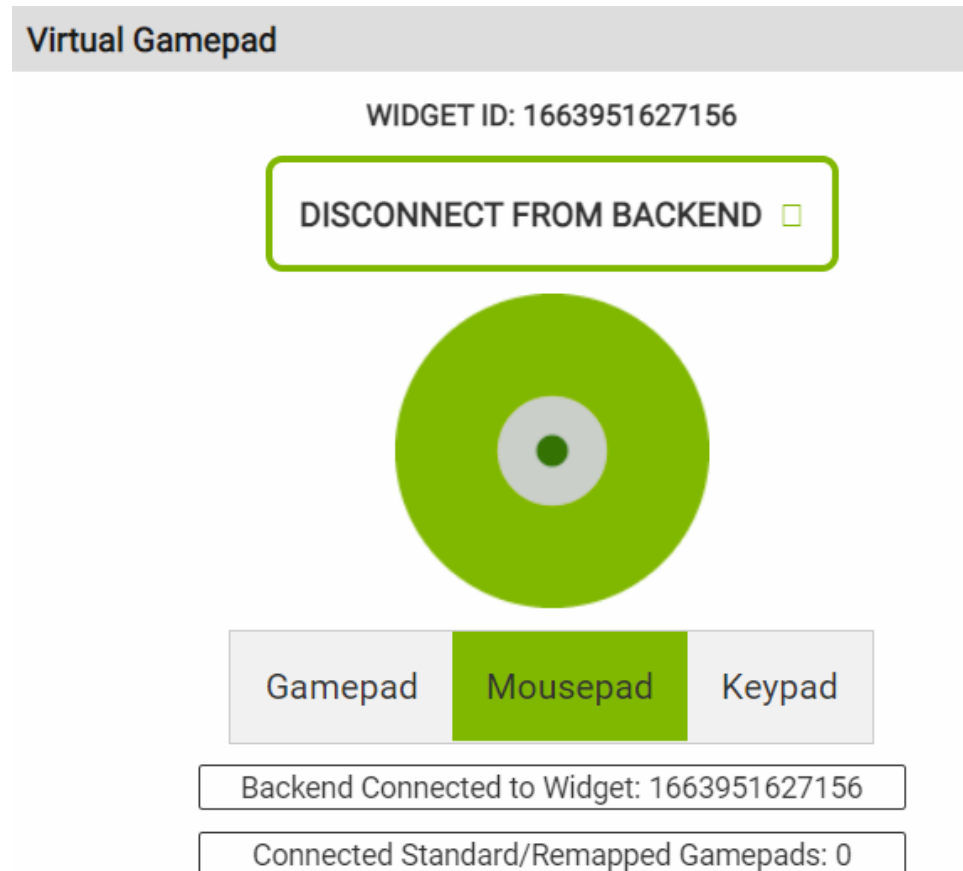 Virtual Gamepad
WIDGET ID: 1663951627156
DISCONNECT FROM BACKEND
Gamepad Mousepad Keypad
Backend Connected to Widget: 1663951627156
Connected Standard/Remapped Gamepads: 0